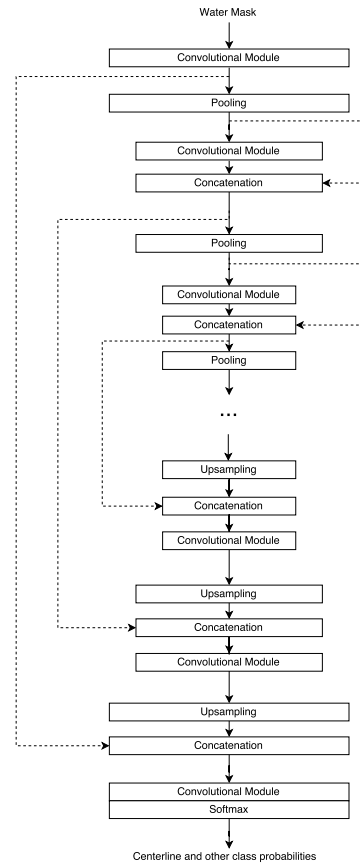 Water Mask
Convolutional Module
Pooling
Convolutional Module
Concatenation
Pooling
Convolutional Module
Concatenation
Pooling
...
Upsampling
Concatenation
Convolutional Module
Upsampling
Concatenation
Convolutional Module
Upsampling
Concatenation
Convolutional Module
Softmax
Centerline and other class probabilities